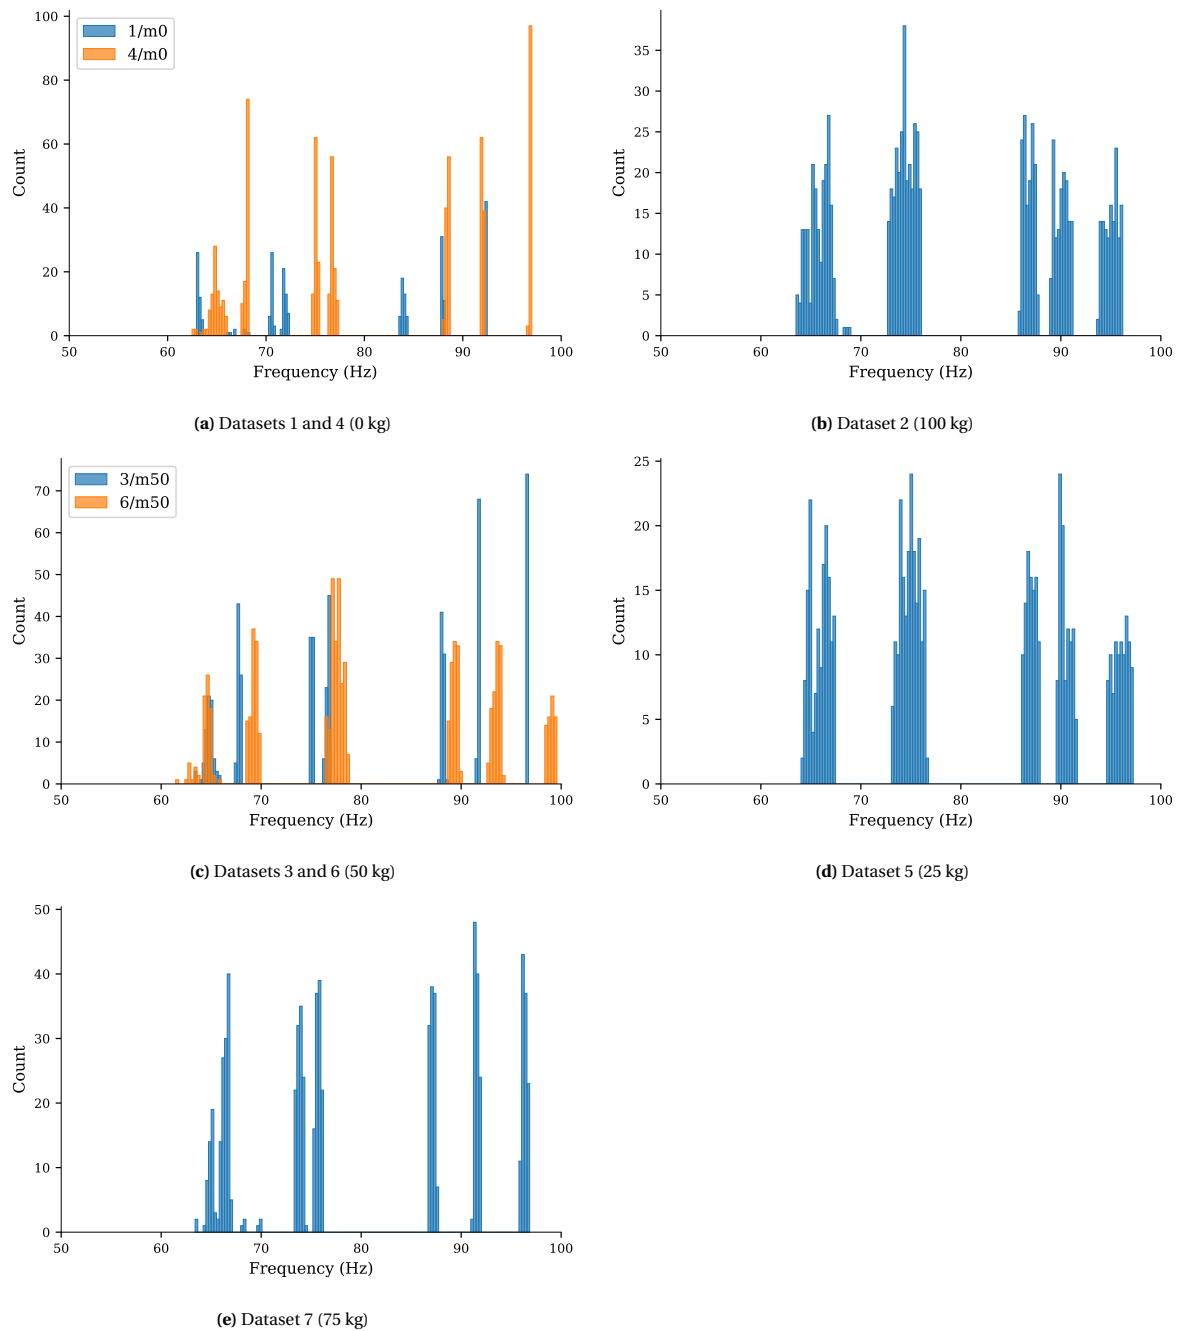 1/m0
4/m0
100
80
60
40
20
0
Count
50 60 70 80 90 100
Frequency (Hz)
(a) Datasets 1 and 4 (0 kg)
35
30
25
20
15
10
5
0
Count
50 60 70 80 90 100
Frequency (Hz)
(b) Dataset 2 (100 kg)
3/m50
6/m50
70
60
50
40
30
20
10
0
Count
50 60 70 80 90 100
Frequency (Hz)
(c) Datasets 3 and 6 (50 kg)
25
20
15
10
5
0
Count
50 60 70 80 90 100
Frequency (Hz)
(d) Dataset 5 (25 kg)
50
40
30
20
10
0
Count
50 60 70 80 90 100
Frequency (Hz)
(e) Dataset 7 (75 kg)